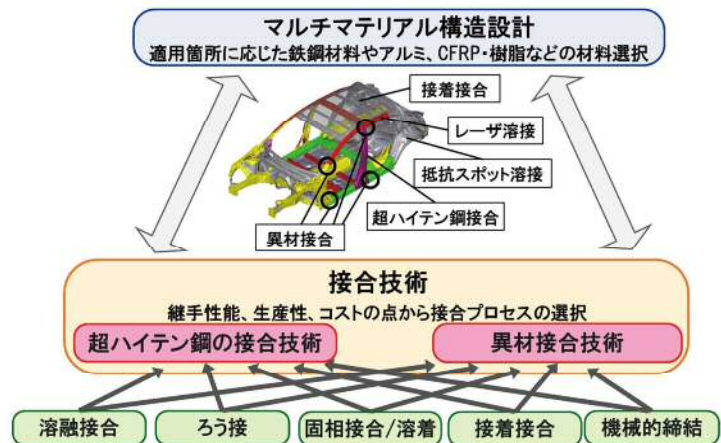 マルチマテリアル構造設計
適用箇所に応じた鉄鋼材料やアルミ、CFRP・樹脂などの材料選択
接着接合
レーザ溶接
抵抗スポット溶接
超ハイテン鋼接合
異材接合
接合技術
継手性能、生産性、コストの点から接合プロセスの選択
超ハイテン鋼の接合技術
異材接合技術
溶融接合
ろう接
固相接合/溶着
接着接合
機械的締結